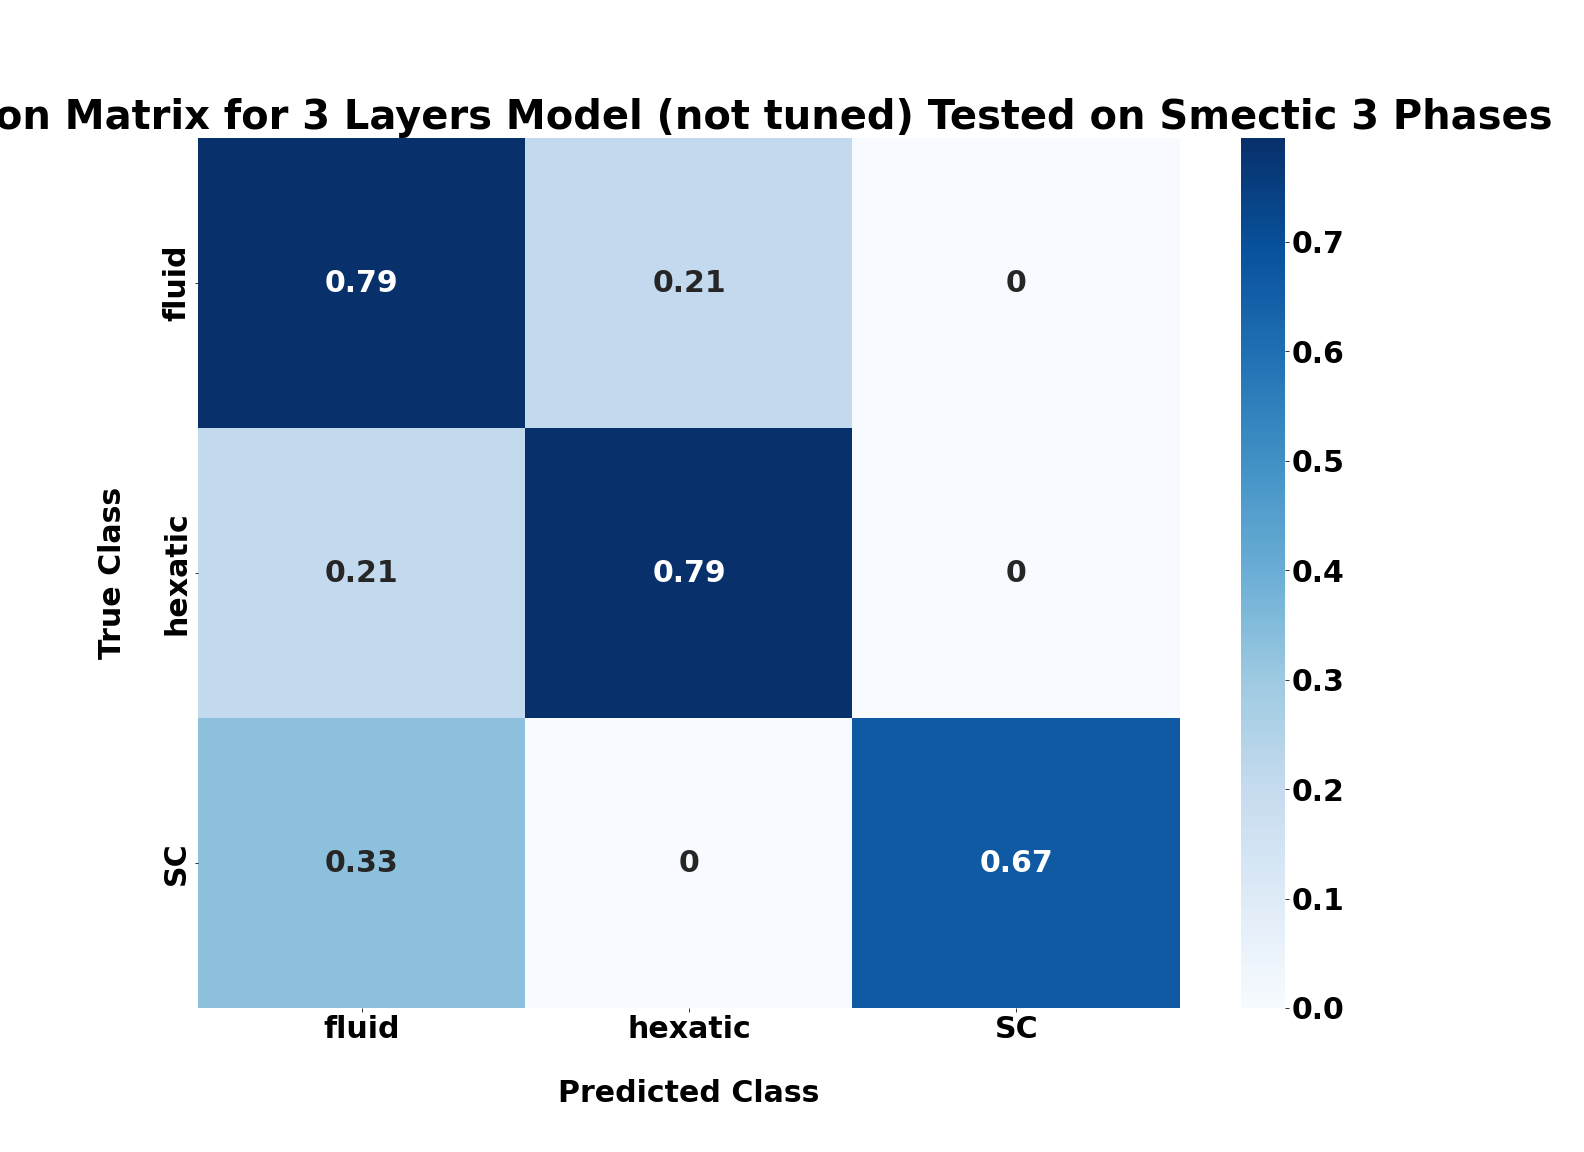 on Matrix for 3 Layers Model (not tuned) Tested on Smectic 3 Phases
True Class
fluid
hexatic
SC
0.79
0.21
0
0.21
0.79
0
0.33
0
0.67
fluid
hexatic
SC
Predicted Class
0.7
0.6
0.5
0.4
0.3
0.2
0.1
0.0